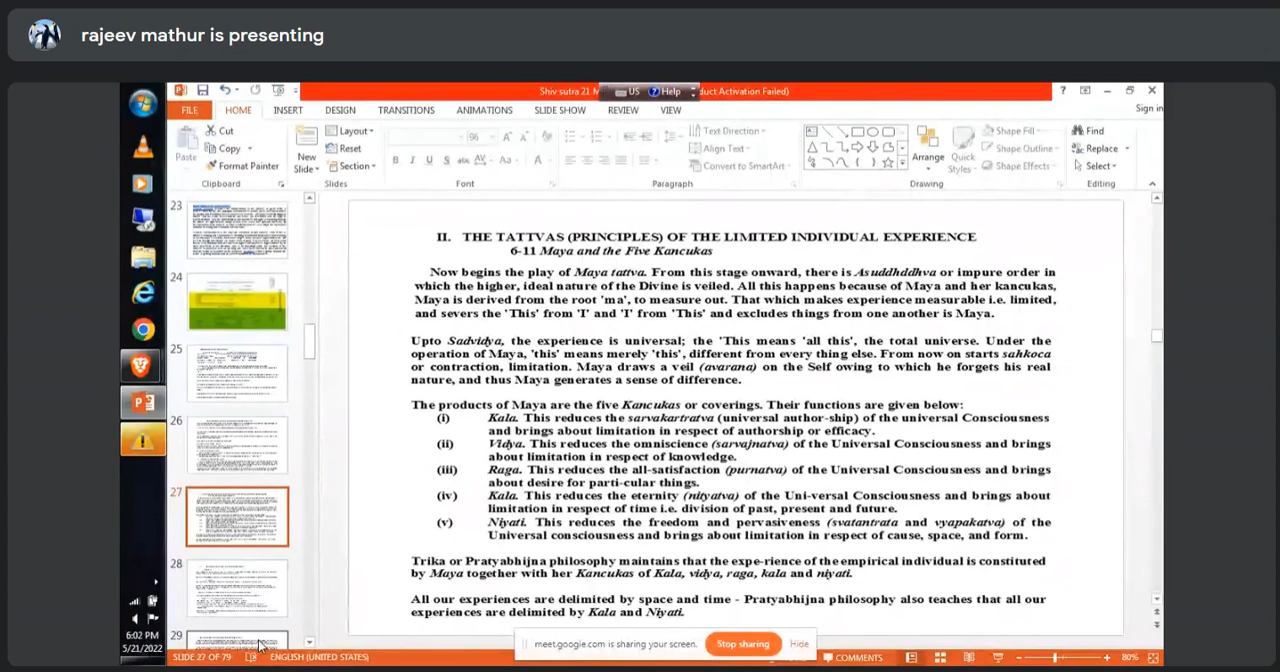 rajeev mathur is presenting
Shiv sutra 21 M
US
Help
duct Activation Failed)
FILE HOME INSERT DESIGN TRANSITIONS ANIMATIONS SLIDE SHOW REVIEW VIEW
Sign in
Paste
Cut
Copy
Format Painter
Clipboard
New
Slide
Layout
Reset
Section
Slides
96
Font
Text Direction
Align Text
Convert to SmartArt
Paragraph
Arrange
Quick
Styles
Shape Fill
Shape Outline
Shape Effects
Drawing
Find
Replace
Select
Editing
23
24
25
26
27
28
29
II. THE TATTVAS (PRINCIPLES) OF THE LIMITED INDIVIDUAL EXPERIENCE
6-11 Maya and the Five Kancukas
Now begins the play of Maya tattva. From this stage onward, there is Asuddhddhva or impure order in
which the higher, ideal nature of the Divine is veiled. All this happens because of Maya and her kancukas,
Maya is derived from the root 'ma', to measure out. That which makes experience measurable i.e. limited,
and severs the 'This' from 'I' and 'I' from 'This' and excludes things from one another is Maya.
Upto Sadvidya, the experience is universal; the 'This means 'all this', the total universe. Under the
operation of Maya, 'this' means merely 'this', different from every thing else. From now on starts sahkoca
or contraction, limitation. Maya draws a veil (avarana) on the Self owing to which he forgets his real
nature, and thus Maya generates a sense of difference.
The products of Maya are the five Kancukas or coverings. Their functions are given below:
(i) Kala. This reduces the sarvakartratva (universal author-ship) of the universal Consciousness
and brings about limitation in respect of authorship or efficacy.
(ii) Vidya. This reduces the omniscience (sarvajnatva) of the Universal Consciousness and brings
about limitation in respect of knowledge.
(iii) Raga. This reduces the all-satisfaction (purnatva) of the Universal Consciousness and brings
about desire for parti-cular things.
(iv) Kala. This reduces the eternity (nityatva) of the Uni-versal Consciousness and brings about
limitation in respect of time i.e. division of past, present and future.
(v) Niyati. This reduces the freedom and pervasiveness (svatantrata and vyapakatva) of the
Universal consciousness and brings about limitation in respect of cause, space, and form.
Trika or Pratyabhijna philosophy maintains that the expe-rience of the empirical individual is constituted
by Maya together with her Kancukas of Kala, vidya, raga, kala and niyati.
All our experiences are delimited by space and time - Pratyabhijna philosophy teaches that all our
experiences are delimited by Kala and Niyati.
meet.google.com is sharing your screen.
Stop sharing
Hide
6:02 PM
5/21/2022
SLIDE 27 OF 79
ENGLISH (UNITED STATES)
COMMENTS
80%